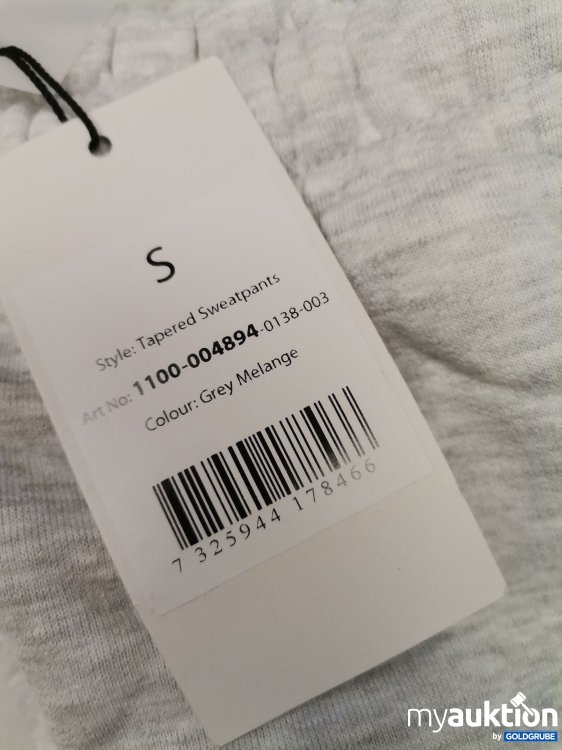 S
Style: Tapered Sweatpants
Art No: 1100-004894-0138-003
Colour: Grey Melange
7 325944 178466
myauktion
by GOLDGRUBE